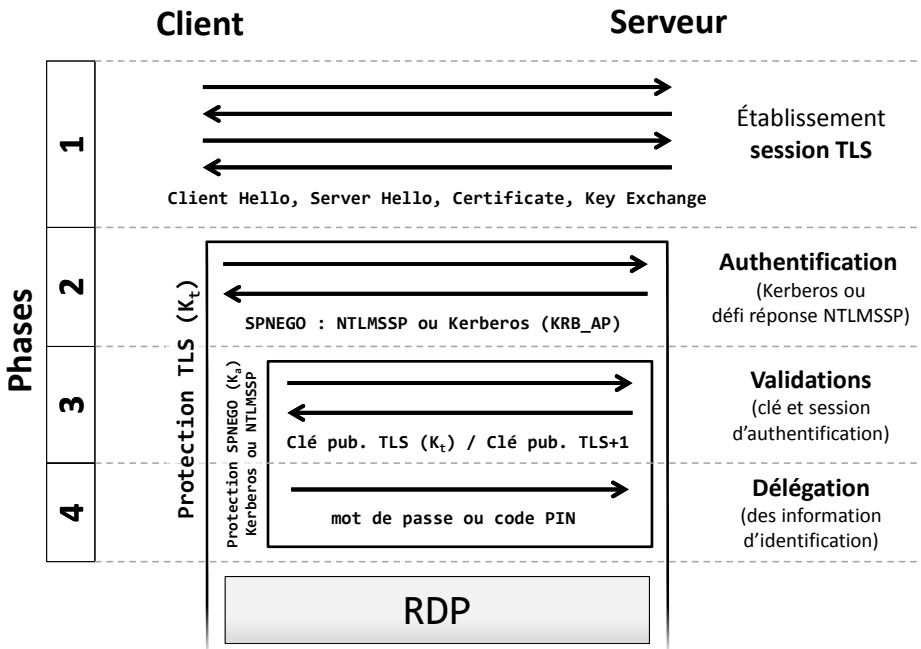 Client
Serveur
Phases
1
Établissement
session TLS
Client Hello, Server Hello, Certificate, Key Exchange
2
Protection TLS (Kt)
SPNEGO : NTLMSSP ou Kerberos (KRB_AP)
Authentification
(Kerberos ou
défi réponse NTLMSSP)
3
Protection SPNEGO (Ka)
Kerberos ou NTLMSSP
Clé pub. TLS (Kt) / Clé pub. TLS+1
Validations
(clé et session
d’authentification)
4
mot de passe ou code PIN
Délégation
(des information
d’identification)
RDP